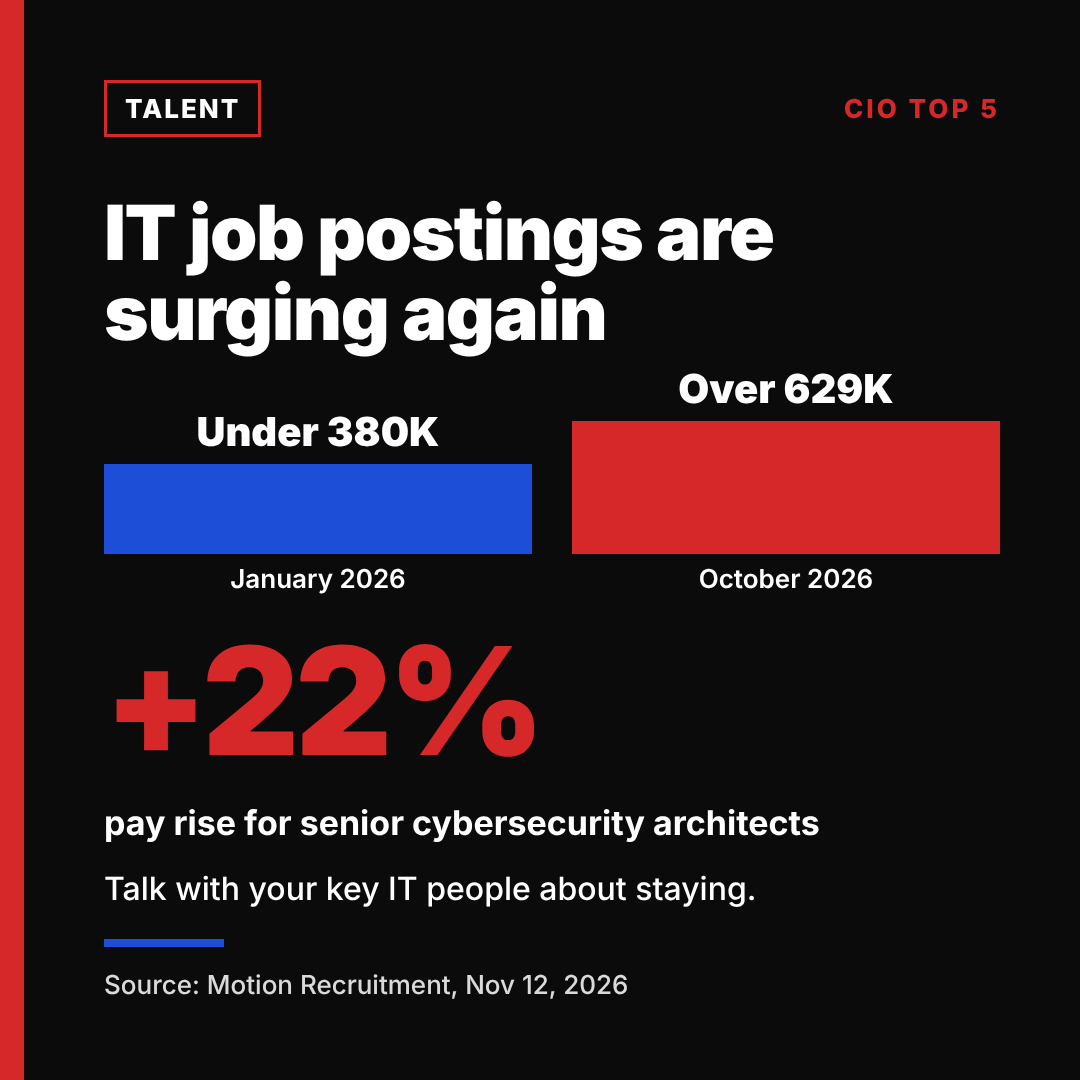 TALENT
CIO TOP 5
IT job postings are
surging again
Under 380K
Over 629K
January 2026
October 2026
+22%
pay rise for senior cybersecurity architects
Talk with your key IT people about staying.
Source: Motion Recruitment, Nov 12, 2026